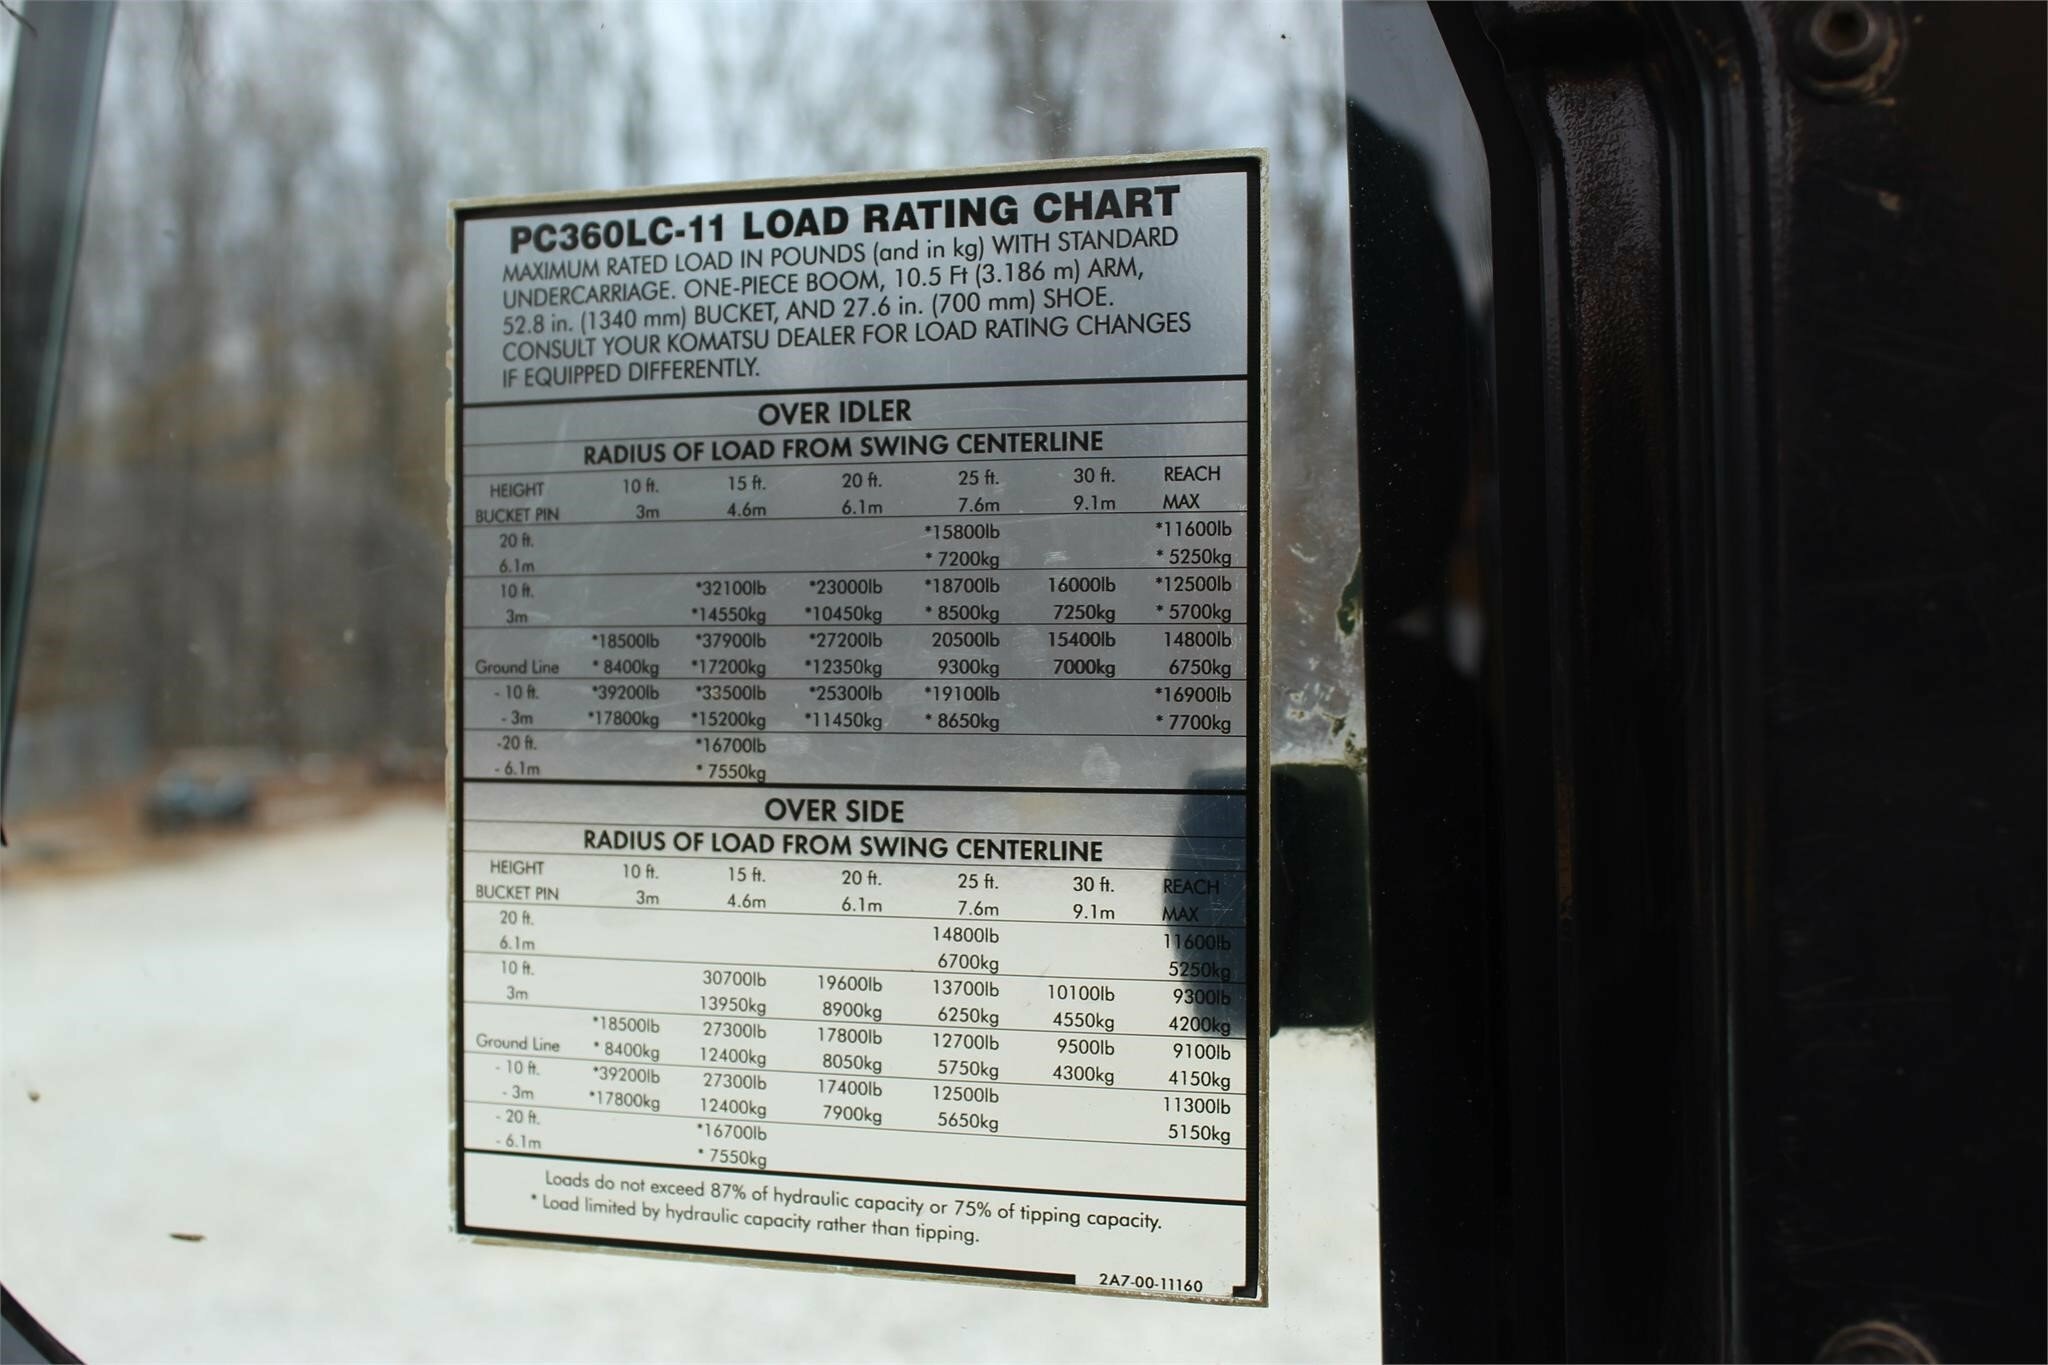 PC360LC-11 LOAD RATING CHART
MAXIMUM RATED LOAD IN POUNDS (and in kg) WITH STANDARD
UNDERCARRIAGE. ONE-PIECE BOOM, 10.5 Ft (3.186 m) ARM,
52.8 in. (1340 mm) BUCKET, AND 27.6 in. (700 mm) SHOE.
CONSULT YOUR KOMATSU DEALER FOR LOAD RATING CHANGES
IF EQUIPPED DIFFERENTLY.
OVER IDLER
RADIUS OF LOAD FROM SWING CENTERLINE
HEIGHT 10 ft. 15 ft. 20 ft. 25 ft. 30 ft. REACH
BUCKET PIN 3m 4.6m 6.1m 7.6m 9.1m MAX
20 ft. *15800lb *11600lb
6.1m * 7200kg * 5250kg
10 ft. *32100lb *23000lb *18700lb 16000lb *12500lb
3m *14550kg *10450kg * 8500kg 7250kg * 5700kg
*18500lb *37900lb *27200lb 20500lb 15400lb 14800lb
Ground Line * 8400kg *17200kg *12350kg 9300kg 7000kg 6750kg
- 10 ft. *39200lb *33500lb *25300lb *19100lb *16900lb
- 3m *17800kg *15200kg *11450kg * 8650kg * 7700kg
-20 ft. *16700lb
- 6.1m * 7550kg
OVER SIDE
RADIUS OF LOAD FROM SWING CENTERLINE
HEIGHT 10 ft. 15 ft. 20 ft. 25 ft. 30 ft. REACH
BUCKET PIN 3m 4.6m 6.1m 7.6m 9.1m MAX
20 ft. 14800lb 11600lb
6.1m 6700kg 5250kg
10 ft. 30700lb 19600lb 13700lb 10100lb 9300lb
3m 13950kg 8900kg 6250kg 4550kg 4200kg
*18500lb 27300lb 17800lb 12700lb 9500lb 9100lb
Ground Line * 8400kg 12400kg 8050kg 5750kg 4300kg 4150kg
- 10 ft. *39200lb 27300lb 17400lb 12500lb 11300lb
- 3m *17800kg 12400kg 7900kg 5650kg 5150kg
- 20 ft. *16700lb
- 6.1m * 7550kg
Loads do not exceed 87% of hydraulic capacity or 75% of tipping capacity.
* Load limited by hydraulic capacity rather than tipping.
2A7-00-11160